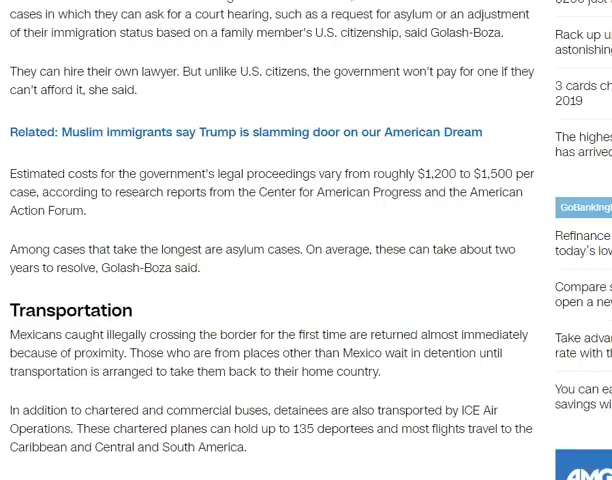 cases in which they can ask for a court hearing, such as a request for asylum or an adjustment
of their immigration status based on a family member's U.S. citizenship, said Golash-Boza.
They can hire their own lawyer. But unlike U.S. citizens, the government won't pay for one if they
can't afford it, she said.
Related: Muslim immigrants say Trump is slamming door on our American Dream
Estimated costs for the government's legal proceedings vary from roughly $1,200 to $1,500 per
case, according to research reports from the Center for American Progress and the American
Action Forum.
Among cases that take the longest are asylum cases. On average, these can take about two
years to resolve, Golash-Boza said.
Transportation
Mexicans caught illegally crossing the border for the first time are returned almost immediately
because of proximity. Those who are from places other than Mexico wait in detention until
transportation is arranged to take them back to their home country.
In addition to chartered and commercial buses, detainees are also transported by ICE Air
Operations. These chartered planes can hold up to 135 deportees and most flights travel to the
Caribbean and Central and South America.
$200 just
Rack up
astonishing
3 cards
2019
The
has arrived
Refinance
today's
Compare
open a
Take
rate with
You can
savings